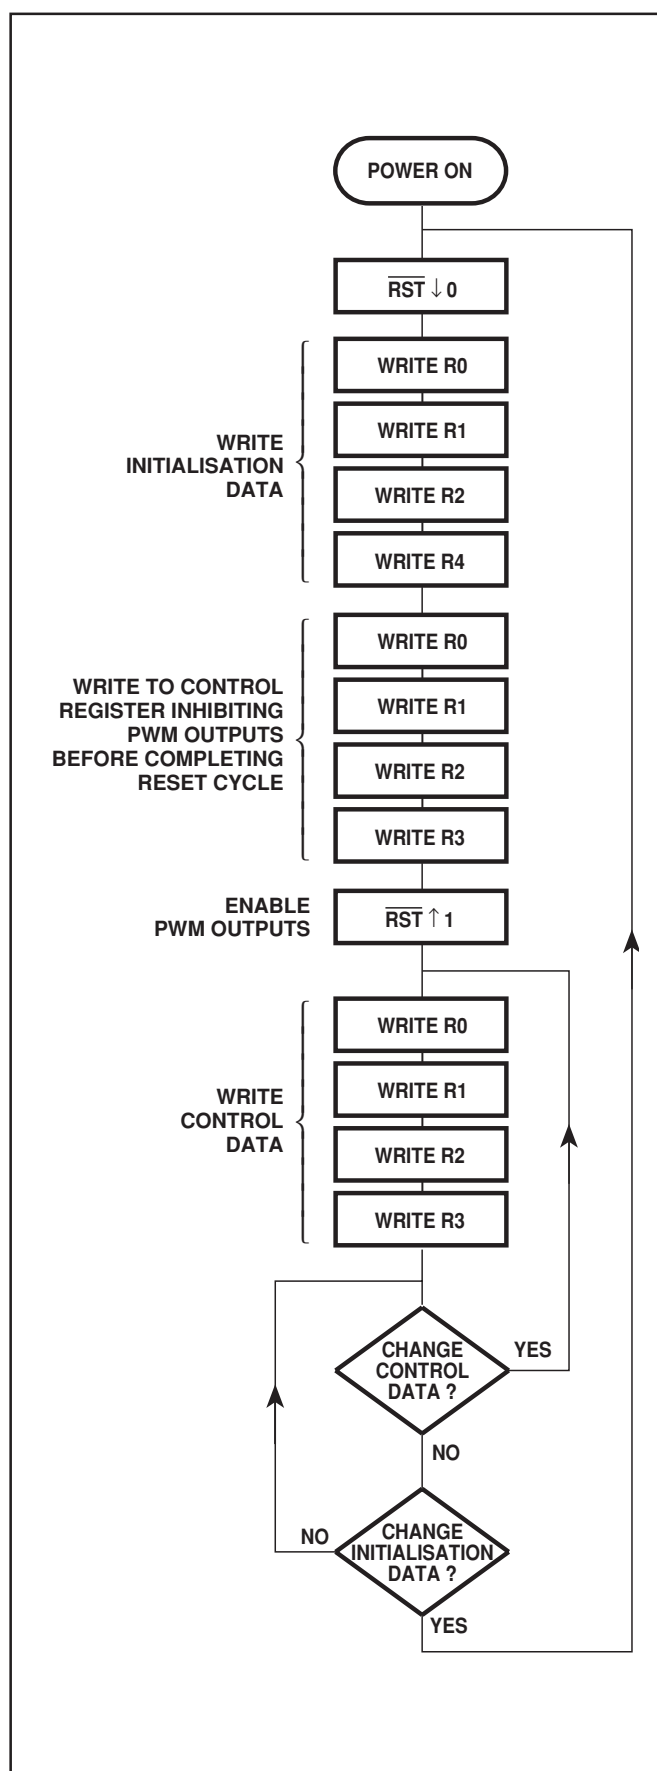 POWER ON
R̅S̅T̅ ↓ 0
WRITE
INITIALISATION
DATA
WRITE R0
WRITE R1
WRITE R2
WRITE R4
WRITE TO CONTROL
REGISTER INHIBITING
PWM OUTPUTS
BEFORE COMPLETING
RESET CYCLE
WRITE R0
WRITE R1
WRITE R2
WRITE R3
ENABLE
PWM OUTPUTS
R̅S̅T̅ ↑ 1
WRITE
CONTROL
DATA
WRITE R0
WRITE R1
WRITE R2
WRITE R3
CHANGE
CONTROL
DATA ?
YES
NO
CHANGE
INITIALISATION
DATA ?
NO
YES